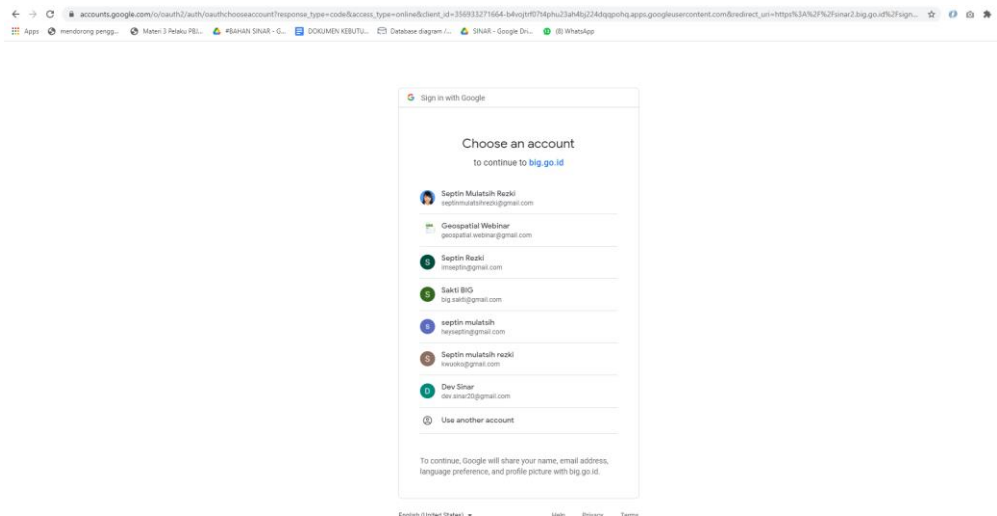 accounts.google.com/o/oauth2/auth/oauthchooseaccount?response_type=code&access_type=online&client_id=356933271664-b4vojtrf07t4phu23ah4bj224dqqpohq.apps.googleusercontent.com&redirect_uri=https%3A%2F%2Fsinar2.big.go.id%2Fsign...
Apps mendorong pengg... Materi 3 Pelaku PBJ... #BAHAN SINAR - G... DOKUMEN KEBUTU... Database diagram /... SINAR - Google Dri... (8) WhatsApp
Sign in with Google
Choose an account
to continue to big.go.id
Septin Mulatsih Rezki
septinmulatsihrezki@gmail.com
Geospatial Webinar
geospatial.webinar@gmail.com
S
Septin Rezki
imseptin@gmail.com
S
Sakti BIG
big.sakti@gmail.com
s
septin mulatsih
heyseptin@gmail.com
S
Septin mulatsih rezki
kwuoko@gmail.com
D
Dev Sinar
dev.sinar20@gmail.com
Use another account
To continue, Google will share your name, email address,
language preference, and profile picture with big.go.id.
English (United States) Help Privacy Terms